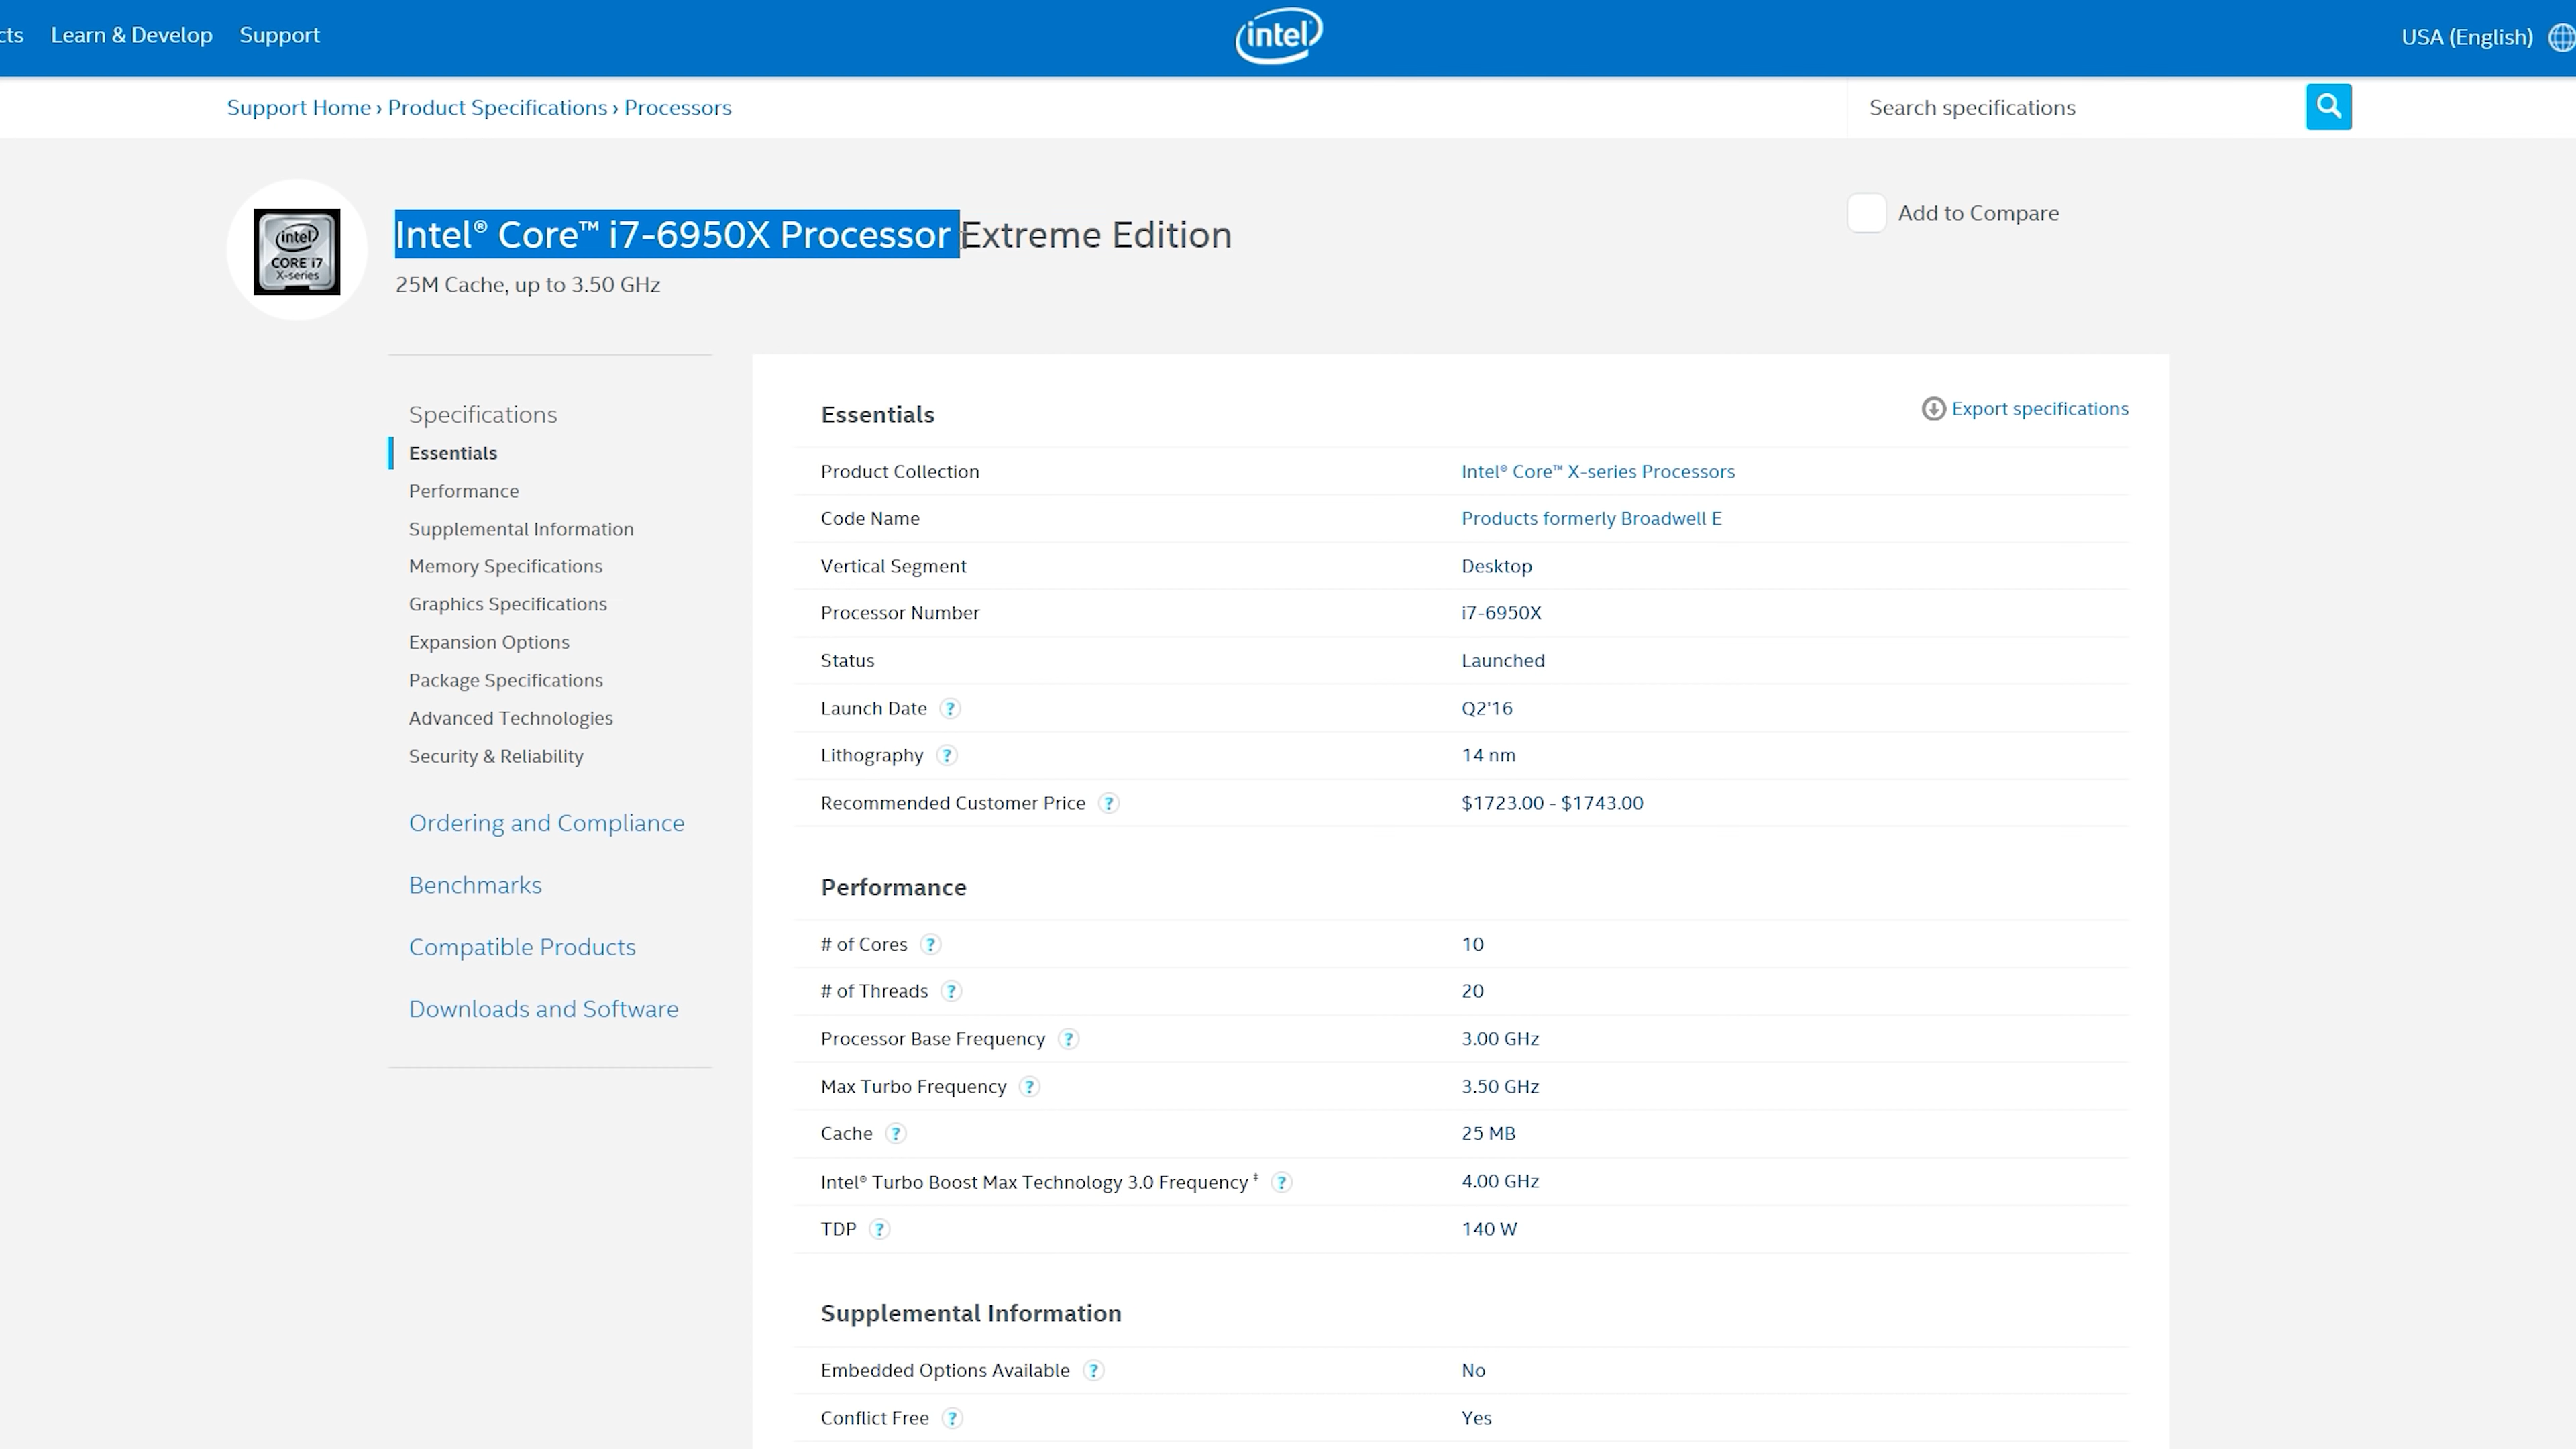 cts Learn & Develop Support intel USA (English)
Support Home › Product Specifications › Processors Search specifications
intel
CORE i7
X-series
Intel® Core™ i7-6950X Processor Extreme Edition
25M Cache, up to 3.50 GHz
Add to Compare
Specifications
Essentials
Performance
Supplemental Information
Memory Specifications
Graphics Specifications
Expansion Options
Package Specifications
Advanced Technologies
Security & Reliability
Ordering and Compliance
Benchmarks
Compatible Products
Downloads and Software
Essentials Export specifications
Product Collection Intel® Core™ X-series Processors
Code Name Products formerly Broadwell E
Vertical Segment Desktop
Processor Number i7-6950X
Status Launched
Launch Date ? Q2'16
Lithography ? 14 nm
Recommended Customer Price ? $1723.00 - $1743.00
Performance
# of Cores ? 10
# of Threads ? 20
Processor Base Frequency ? 3.00 GHz
Max Turbo Frequency ? 3.50 GHz
Cache ? 25 MB
Intel® Turbo Boost Max Technology 3.0 Frequency ‡ ? 4.00 GHz
TDP ? 140 W
Supplemental Information
Embedded Options Available ? No
Conflict Free ? Yes